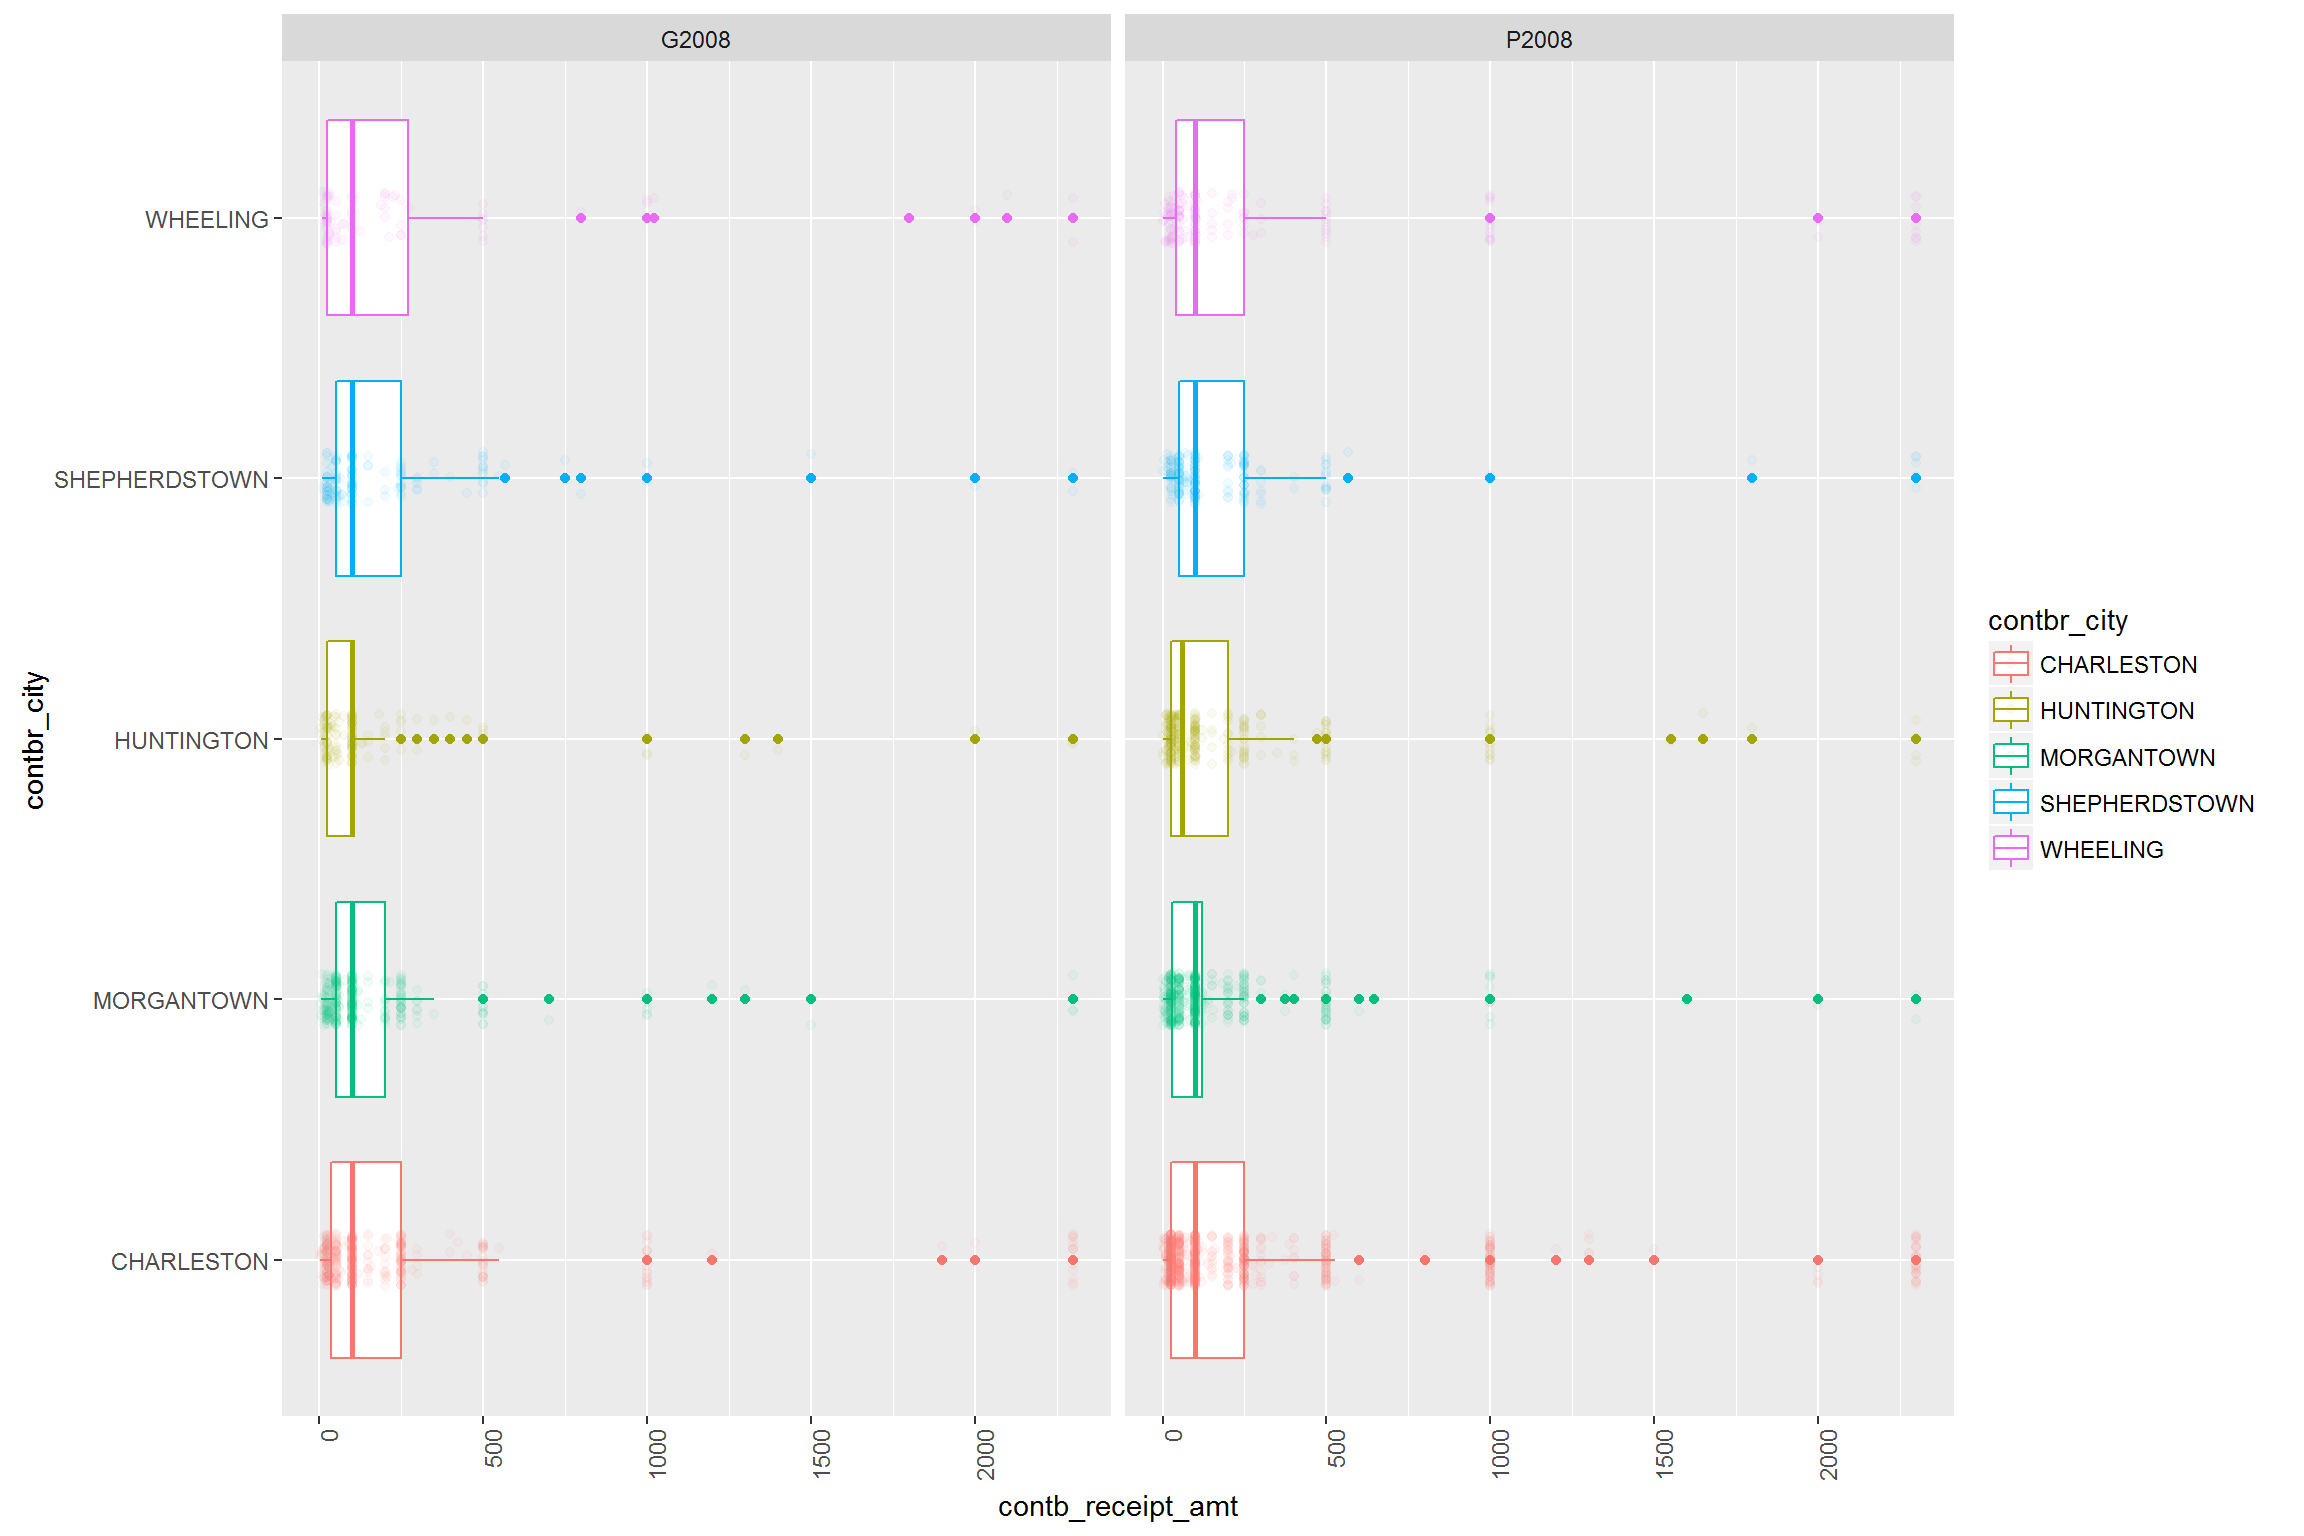 G2008
P2008
WHEELING
SHEPHERDSTOWN
HUNTINGTON
MORGANTOWN
CHARLESTON
contbr_city
0
500
1000
1500
2000
0
500
1000
1500
2000
contb_receipt_amt
contbr_city
CHARLESTON
HUNTINGTON
MORGANTOWN
SHEPHERDSTOWN
WHEELING